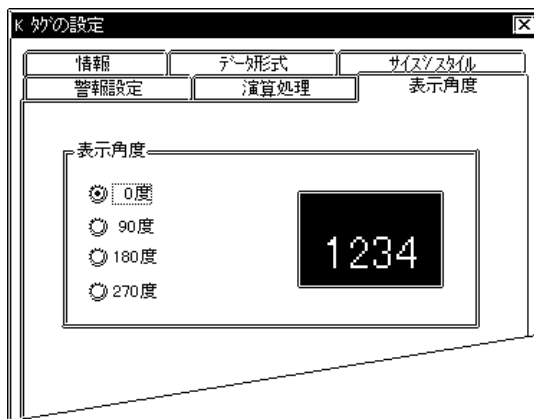 K ﾀｸﾞの設定
情報 ﾃﾞｰﾀ形式 ｻｲｽﾞ/ｽﾀｲﾙ
警報設定 演算処理 表示角度
表示角度
0度
90度
180度
270度
1234